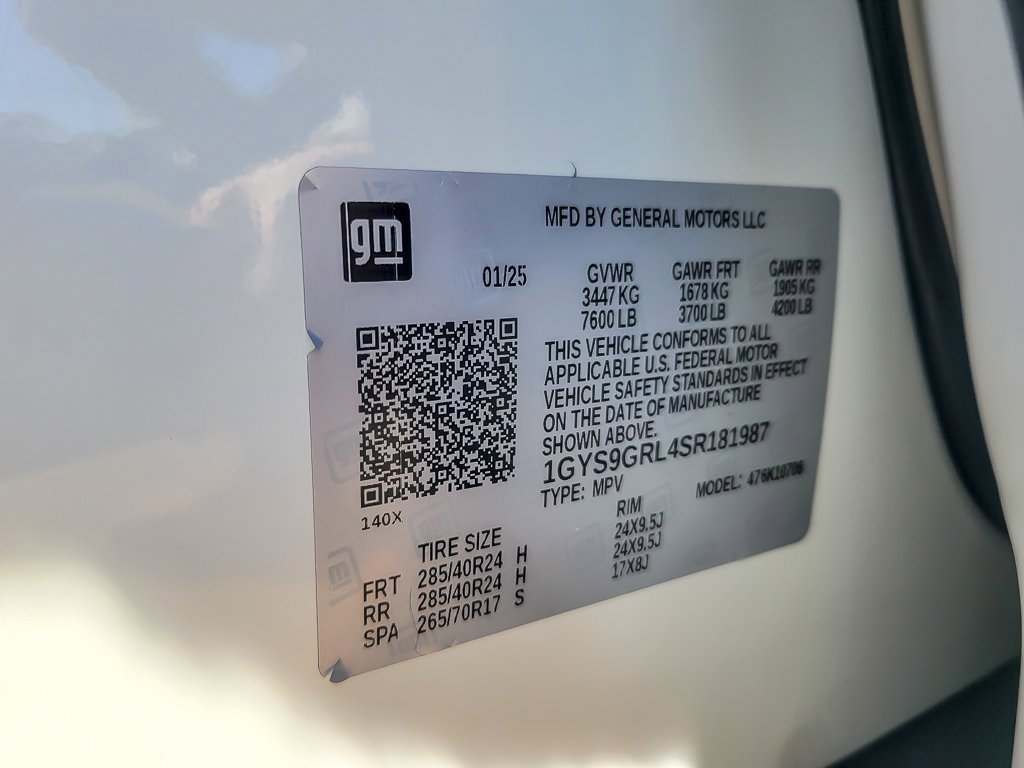 gm
MFD BY GENERAL MOTORS LLC
01/25
GVWR GAWR FRT GAWR RR
3447 KG 1678 KG 1905 KG
7600 LB 3700 LB 4200 LB
THIS VEHICLE CONFORMS TO ALL
APPLICABLE U.S. FEDERAL MOTOR
VEHICLE SAFETY STANDARDS IN EFFECT
ON THE DATE OF MANUFACTURE
SHOWN ABOVE.
1GYS9GRL4SR181987
TYPE: MPV MODEL: 476K10706
140X
TIRE SIZE RIM
FRT 285/40R24 H 24X9.5J
RR 285/40R24 H 24X9.5J
SPA 265/70R17 S 17X8J